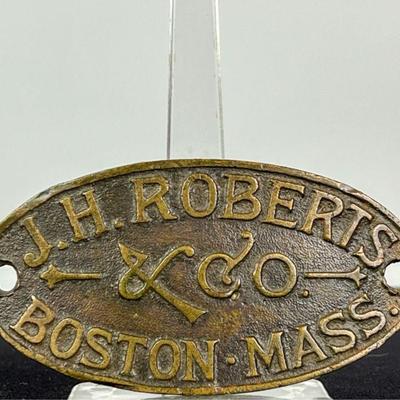 J.H. ROBERTS
& CO.
BOSTON · MASS.